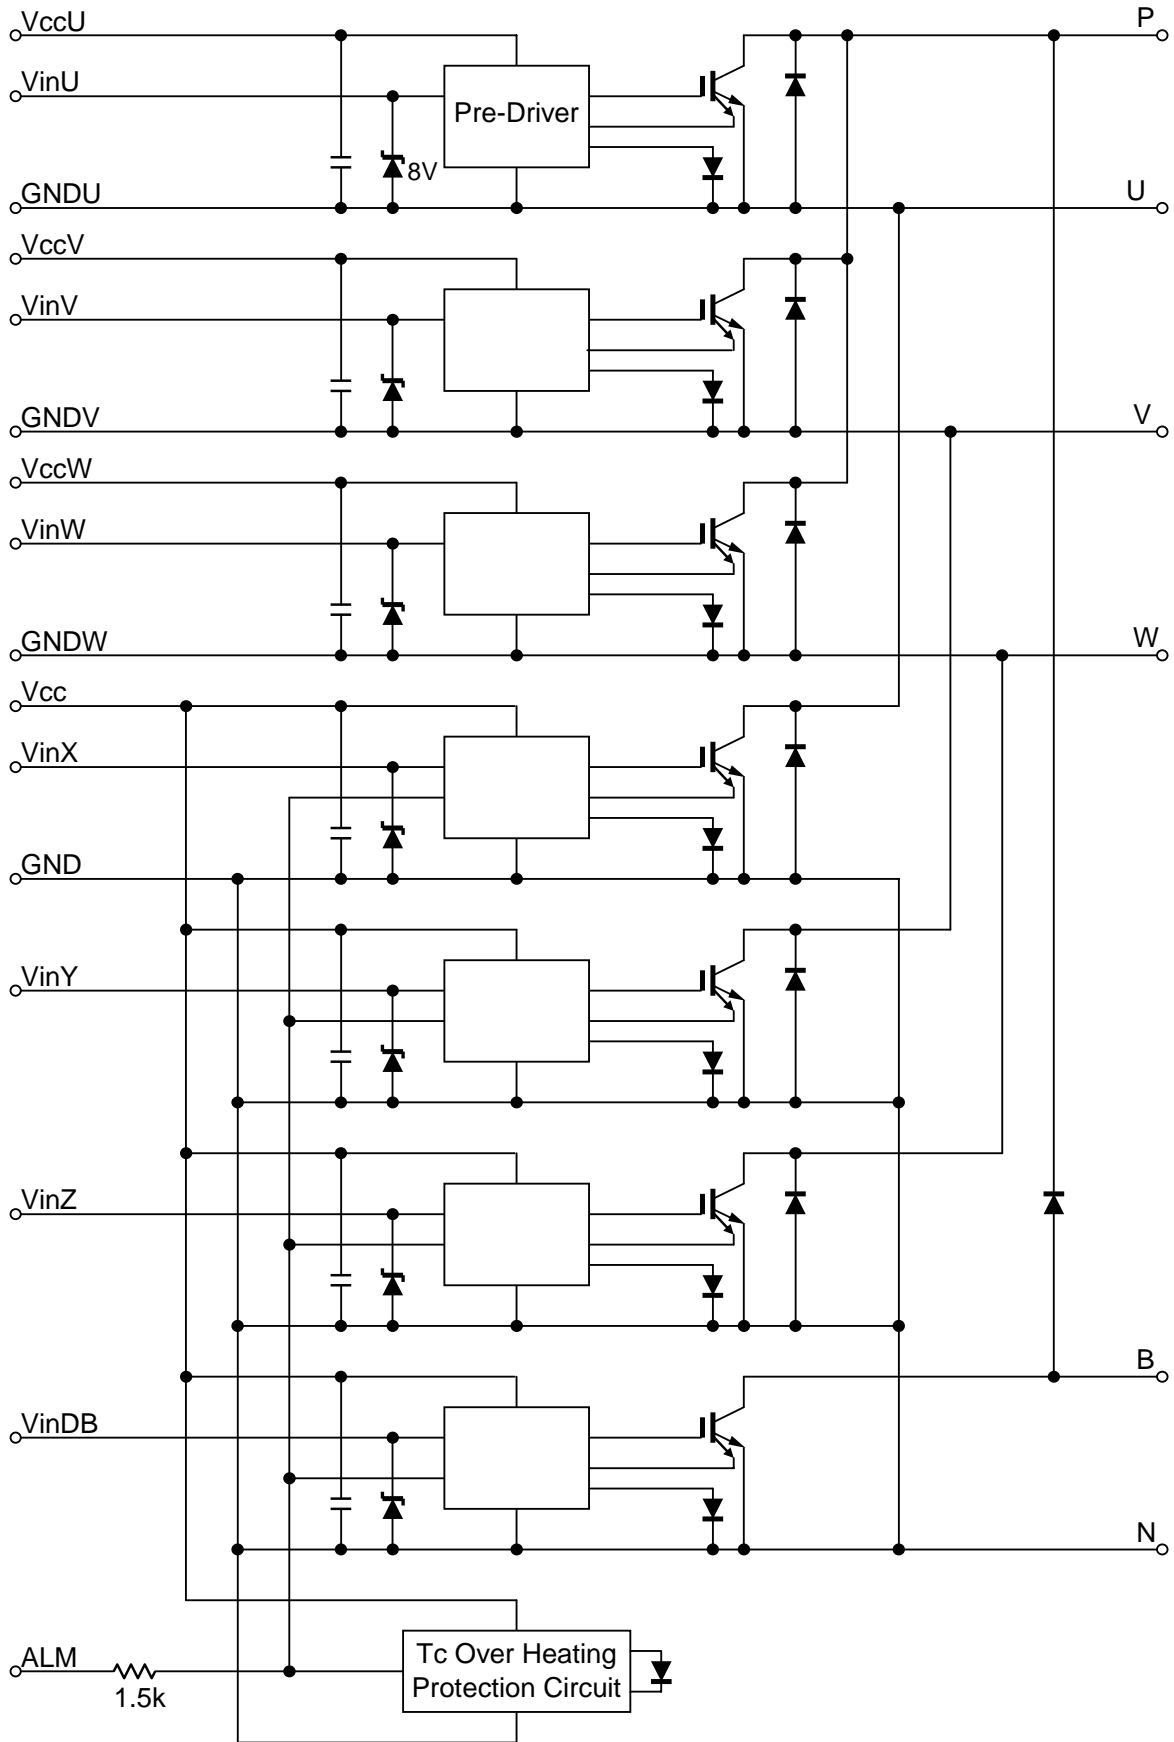 VccU
P
VinU
Pre-Driver
8V
GNDU
U
VccV
VinV
GNDV
V
VccW
VinW
GNDW
W
Vcc
VinX
GND
VinY
VinZ
B
VinDB
N
ALM
1.5k
Tc Over Heating
Protection Circuit